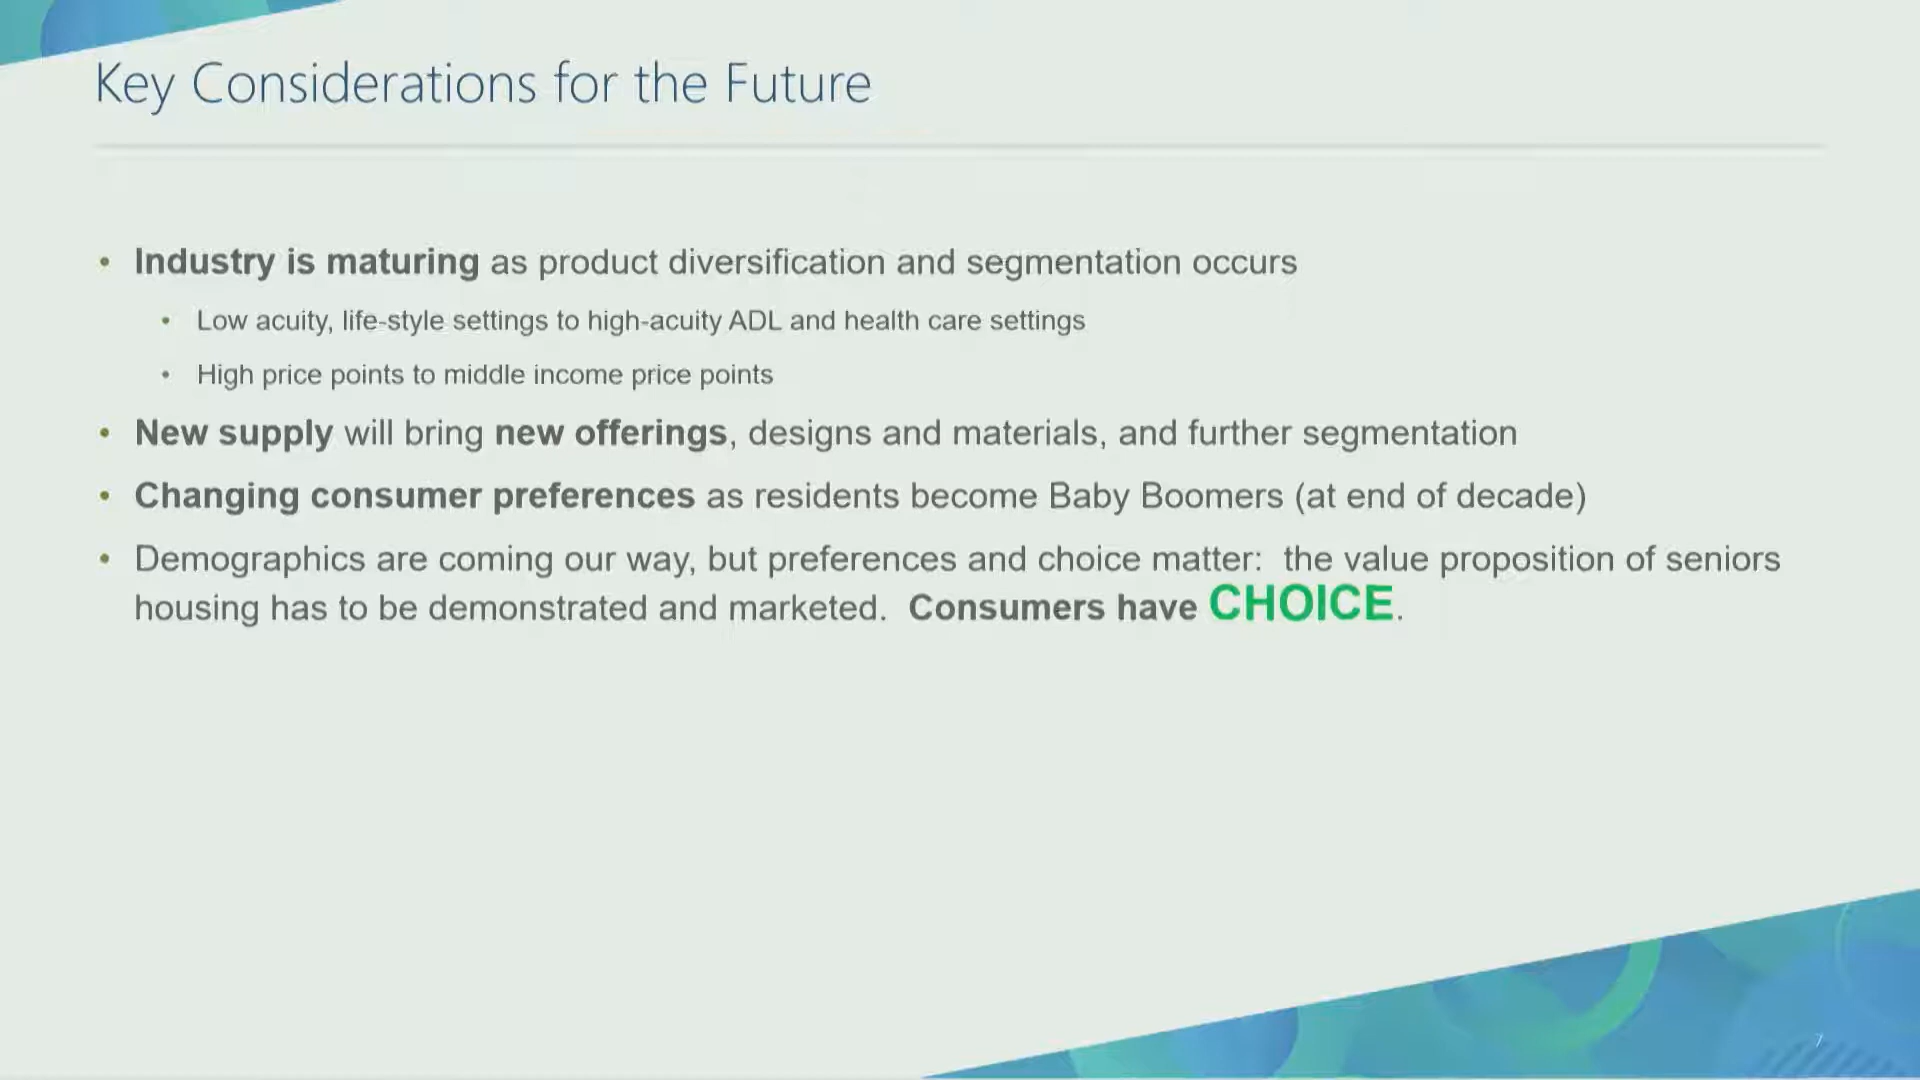 Key Considerations for the Future
• Industry is maturing as product diversification and segmentation occurs
• Low acuity, life-style settings to high-acuity ADL and health care settings
• High price points to middle income price points
• New supply will bring new offerings, designs and materials, and further segmentation
• Changing consumer preferences as residents become Baby Boomers (at end of decade)
• Demographics are coming our way, but preferences and choice matter:  the value proposition of seniors
housing has to be demonstrated and marketed.  Consumers have CHOICE.
7